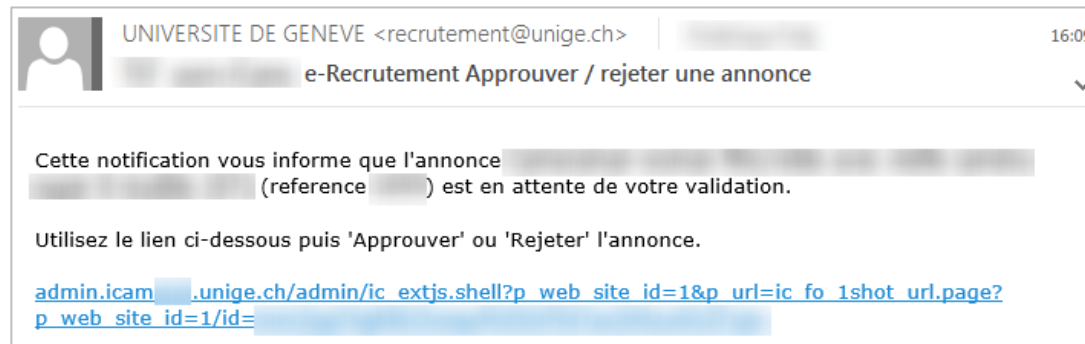 UNIVERSITE DE GENEVE <recrutement@unige.ch>
16:09
e-Recrutement Approuver / rejeter une annonce
Cette notification vous informe que l'annonce
(reference ) est en attente de votre validation.
Utilisez le lien ci-dessous puis 'Approuver' ou 'Rejeter' l'annonce.
admin.icam .unige.ch/admin/ic_extjs.shell?p_web_site_id=1&p_url=ic_fo_1shot_url.page?
p_web_site_id=1/id=